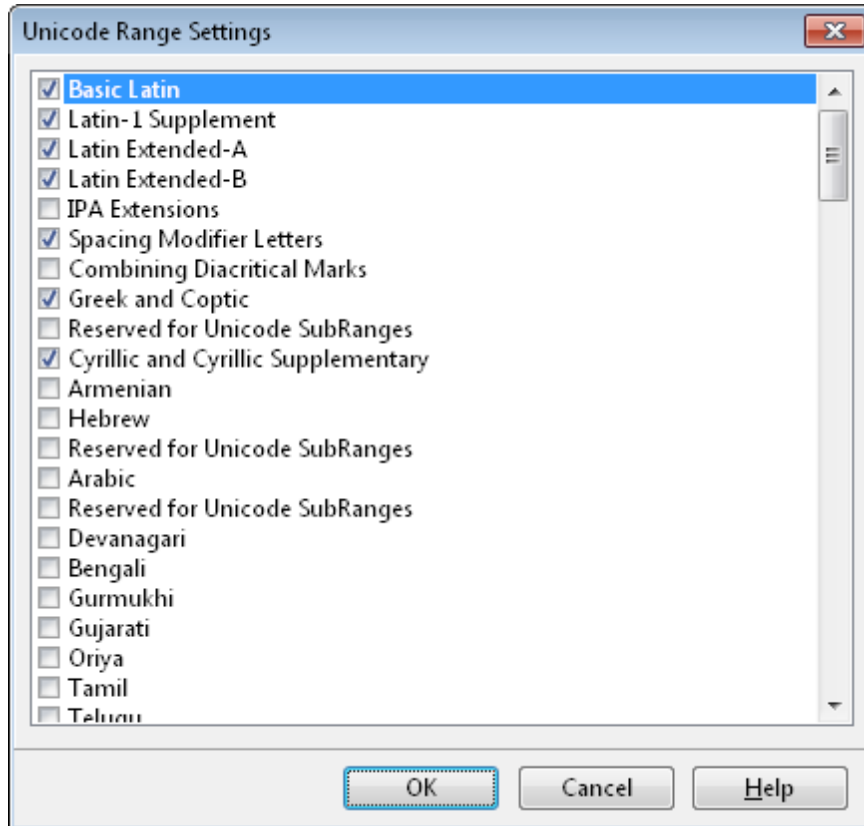 Unicode Range Settings
Basic Latin
Latin-1 Supplement
Latin Extended-A
Latin Extended-B
IPA Extensions
Spacing Modifier Letters
Combining Diacritical Marks
Greek and Coptic
Reserved for Unicode SubRanges
Cyrillic and Cyrillic Supplementary
Armenian
Hebrew
Reserved for Unicode SubRanges
Arabic
Reserved for Unicode SubRanges
Devanagari
Bengali
Gurmukhi
Gujarati
Oriya
Tamil
Telugu
OK Cancel Help